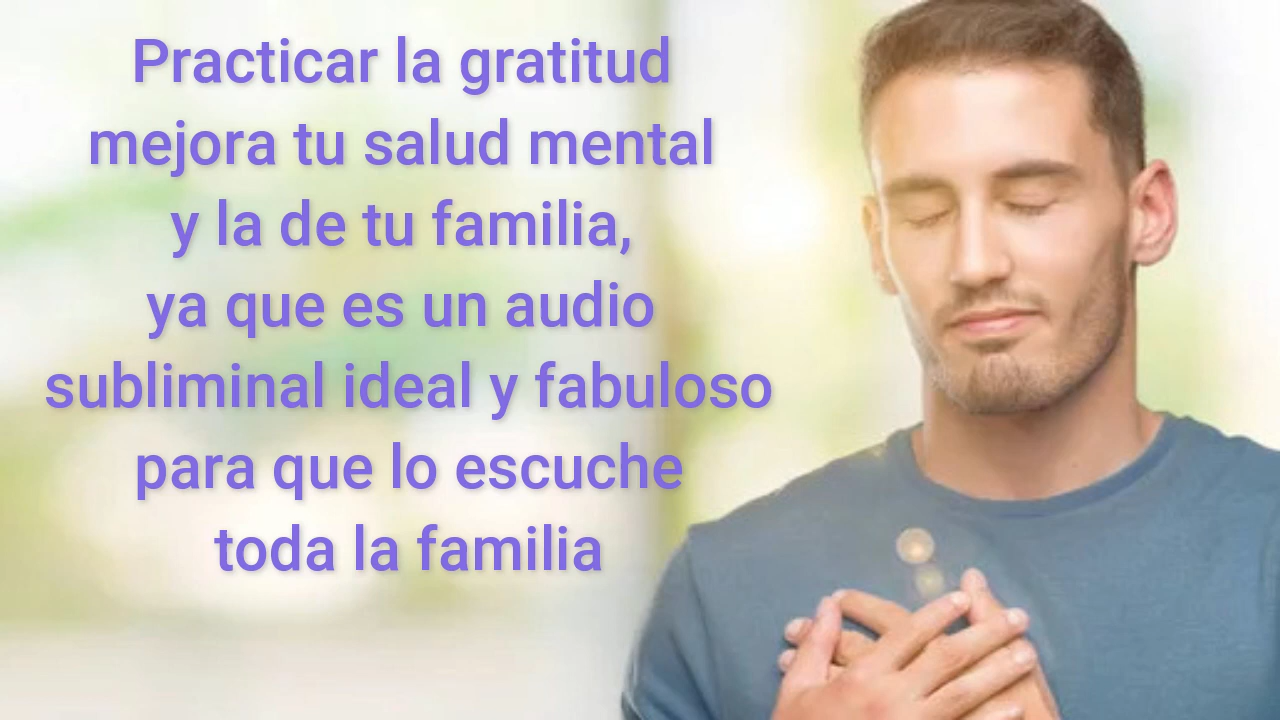 Practicar la gratitud
mejora tu salud mental
y la de tu familia,
ya que es un audio
subliminal ideal y fabuloso
para que lo escuche
toda la familia